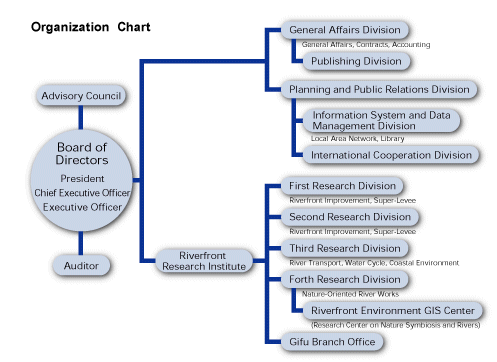 Organization Chart
General Affairs Division
General Affairs, Contracts, Accounting
Publishing Division
Planning and Public Relations Division
Information System and Data
Management Division
Local Area Network, Library
International Cooperation Division
Advisory Council
Board of
Directors
President
Chief Executive Officer
Executive Officer
Auditor
Riverfront
Research Institute
First Research Division
Riverfront Improvement, Super-Levee
Second Research Division
Riverfront Improvement, Super-Levee
Third Research Division
River Transport, Water Cycle, Coastal Environment
Forth Research Division
Nature-Oriented River Works
Riverfront Environment GIS Center
(Research Center on Nature Symbiosis and Rivers)
Gifu Branch Office